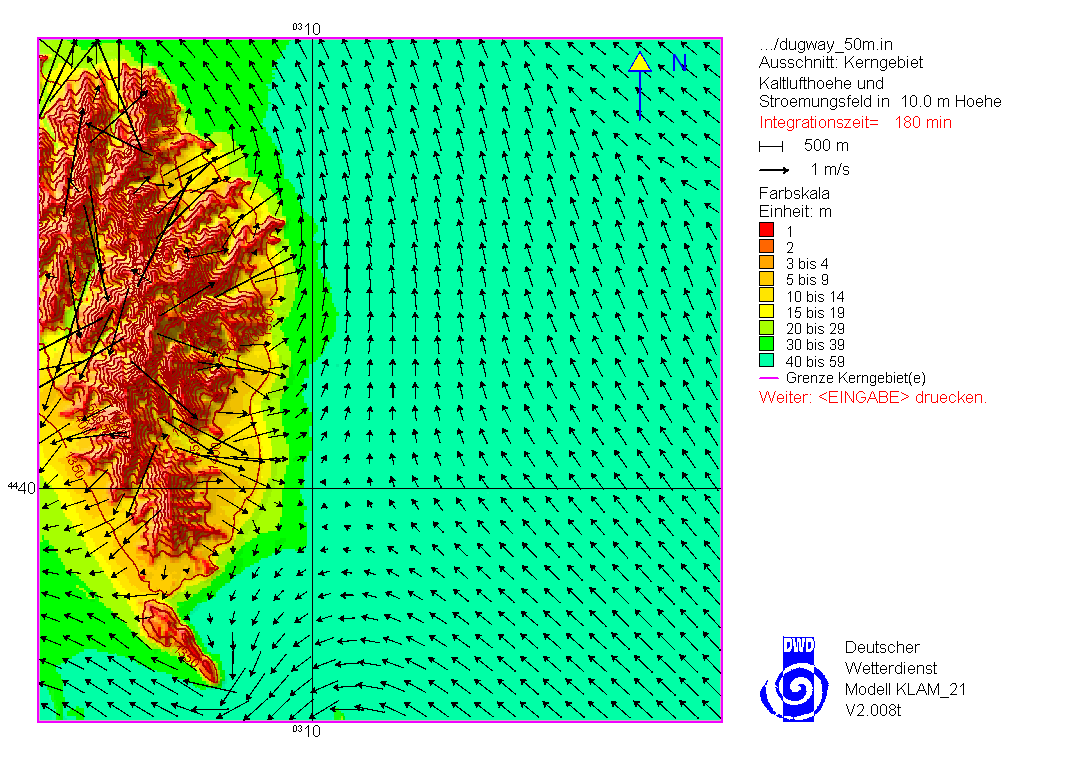 0310
N
4440
0310
.../dugway_50m.in
Ausschnitt: Kerngebiet
Kaltlufthoehe und
Stroemungsfeld in 10.0 m Hoehe
Integrationszeit= 180 min
500 m
1 m/s
Farbskala
Einheit: m
1
2
3 bis 4
5 bis 9
10 bis 14
15 bis 19
20 bis 29
30 bis 39
40 bis 59
Grenze Kerngebiet(e)
Weiter: <EINGABE> druecken.
DWD
Deutscher
Wetterdienst
Modell KLAM_21
V2.008t